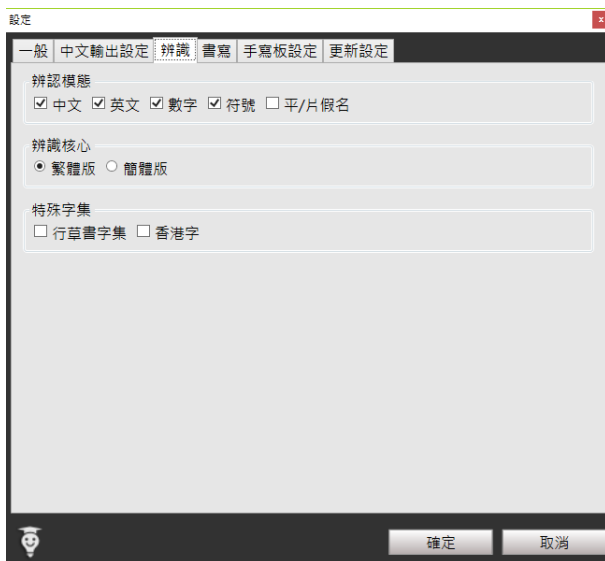 設定
一般 中文輸出設定 辨識 書寫 手寫板設定 更新設定
辨認模態
中文 英文 數字 符號 平/片假名
辨識核心
繁體版 簡體版
特殊字集
行草書字集 香港字
確定 取消